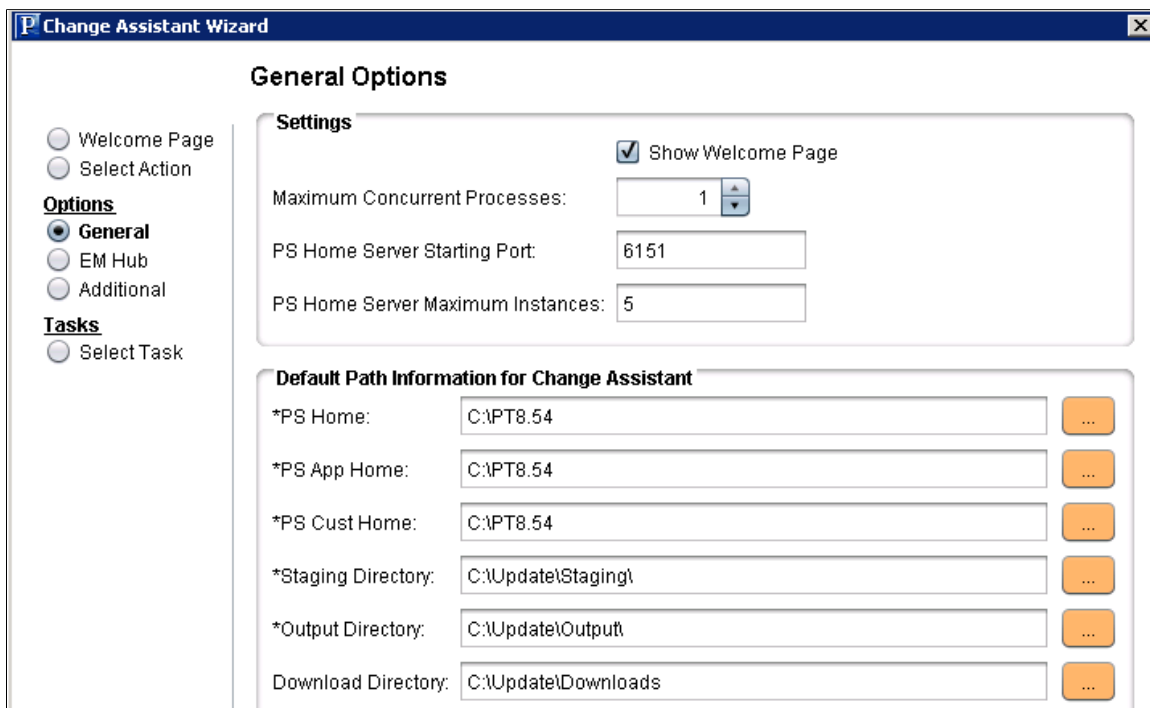 P Change Assistant Wizard
General Options
Welcome Page
Select Action
Options
General
EM Hub
Additional
Tasks
Select Task
Settings
Show Welcome Page
Maximum Concurrent Processes: 1
PS Home Server Starting Port: 6151
PS Home Server Maximum Instances: 5
Default Path Information for Change Assistant
*PS Home: C:\PT8.54 ...
*PS App Home: C:\PT8.54 ...
*PS Cust Home: C:\PT8.54 ...
*Staging Directory: C:\Update\Staging\ ...
*Output Directory: C:\Update\Output\ ...
Download Directory: C:\Update\Downloads ...